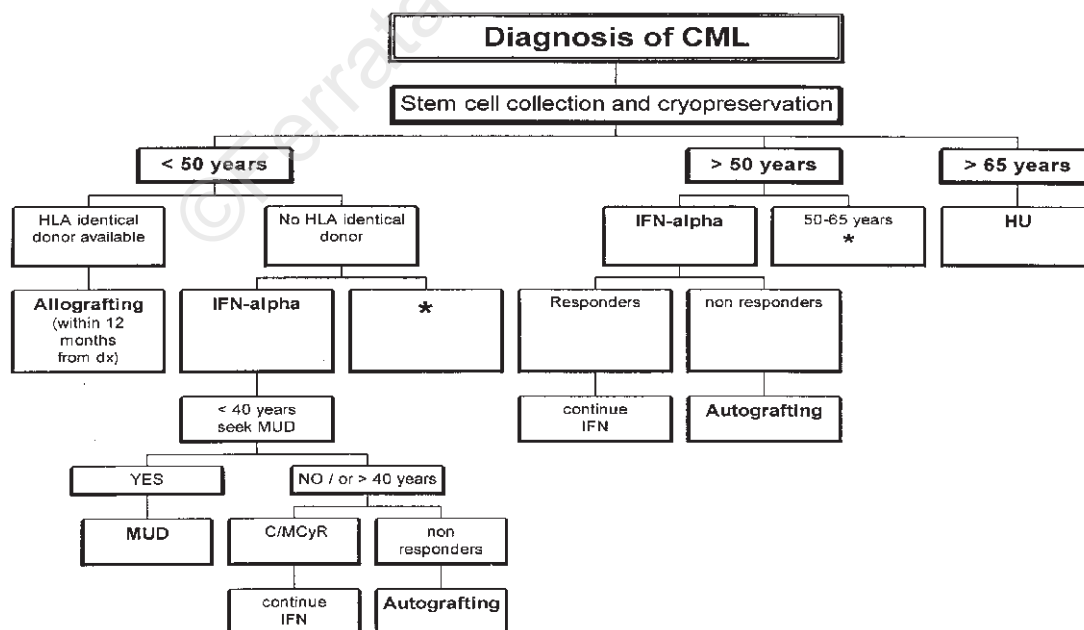 Diagnosis of CML
Stem cell collection and cryopreservation
< 50 years
> 50 years
> 65 years
HLA identical
donor available
No HLA identical
donor
IFN-alpha
50-65 years
*
HU
Allografting
(within 12
months
from dx)
IFN-alpha
*
Responders
non responders
< 40 years
seek MUD
continue
IFN
Autografting
YES
NO / or > 40 years
MUD
C/MCyR
non
responders
continue
IFN
Autografting
©Ferrata